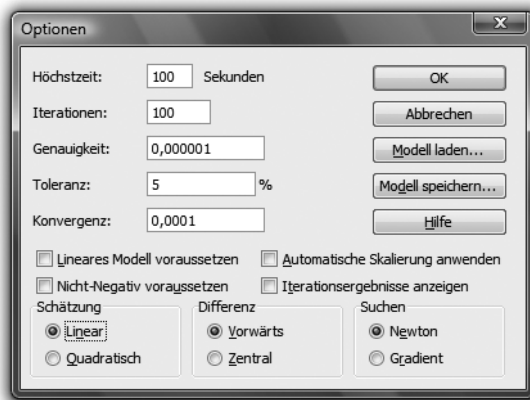 Optionen
Höchstzeit: 100 Sekunden OK
Iterationen: 100 Abbrechen
Genauigkeit: 0,000001 Modell laden...
Toleranz: 5 % Modell speichern...
Konvergenz: 0,0001 Hilfe
Lineares Modell voraussetzen Automatische Skalierung anwenden
Nicht-Negativ voraussetzen Iterationsergebnisse anzeigen
Schätzung Differenz Suchen
Linear Vorwärts Newton
Quadratisch Zentral Gradient